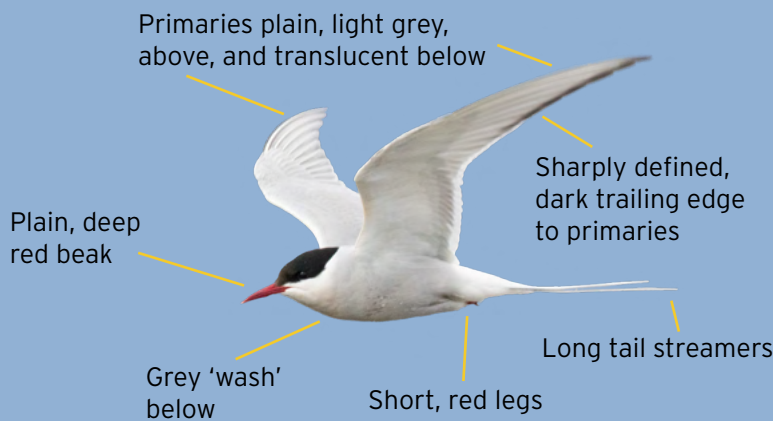 Primaries plain, light grey,
above, and translucent below
Sharply defined,
dark trailing edge
to primaries
Plain, deep
red beak
Long tail streamers
Grey ‘wash’
below
Short, red legs